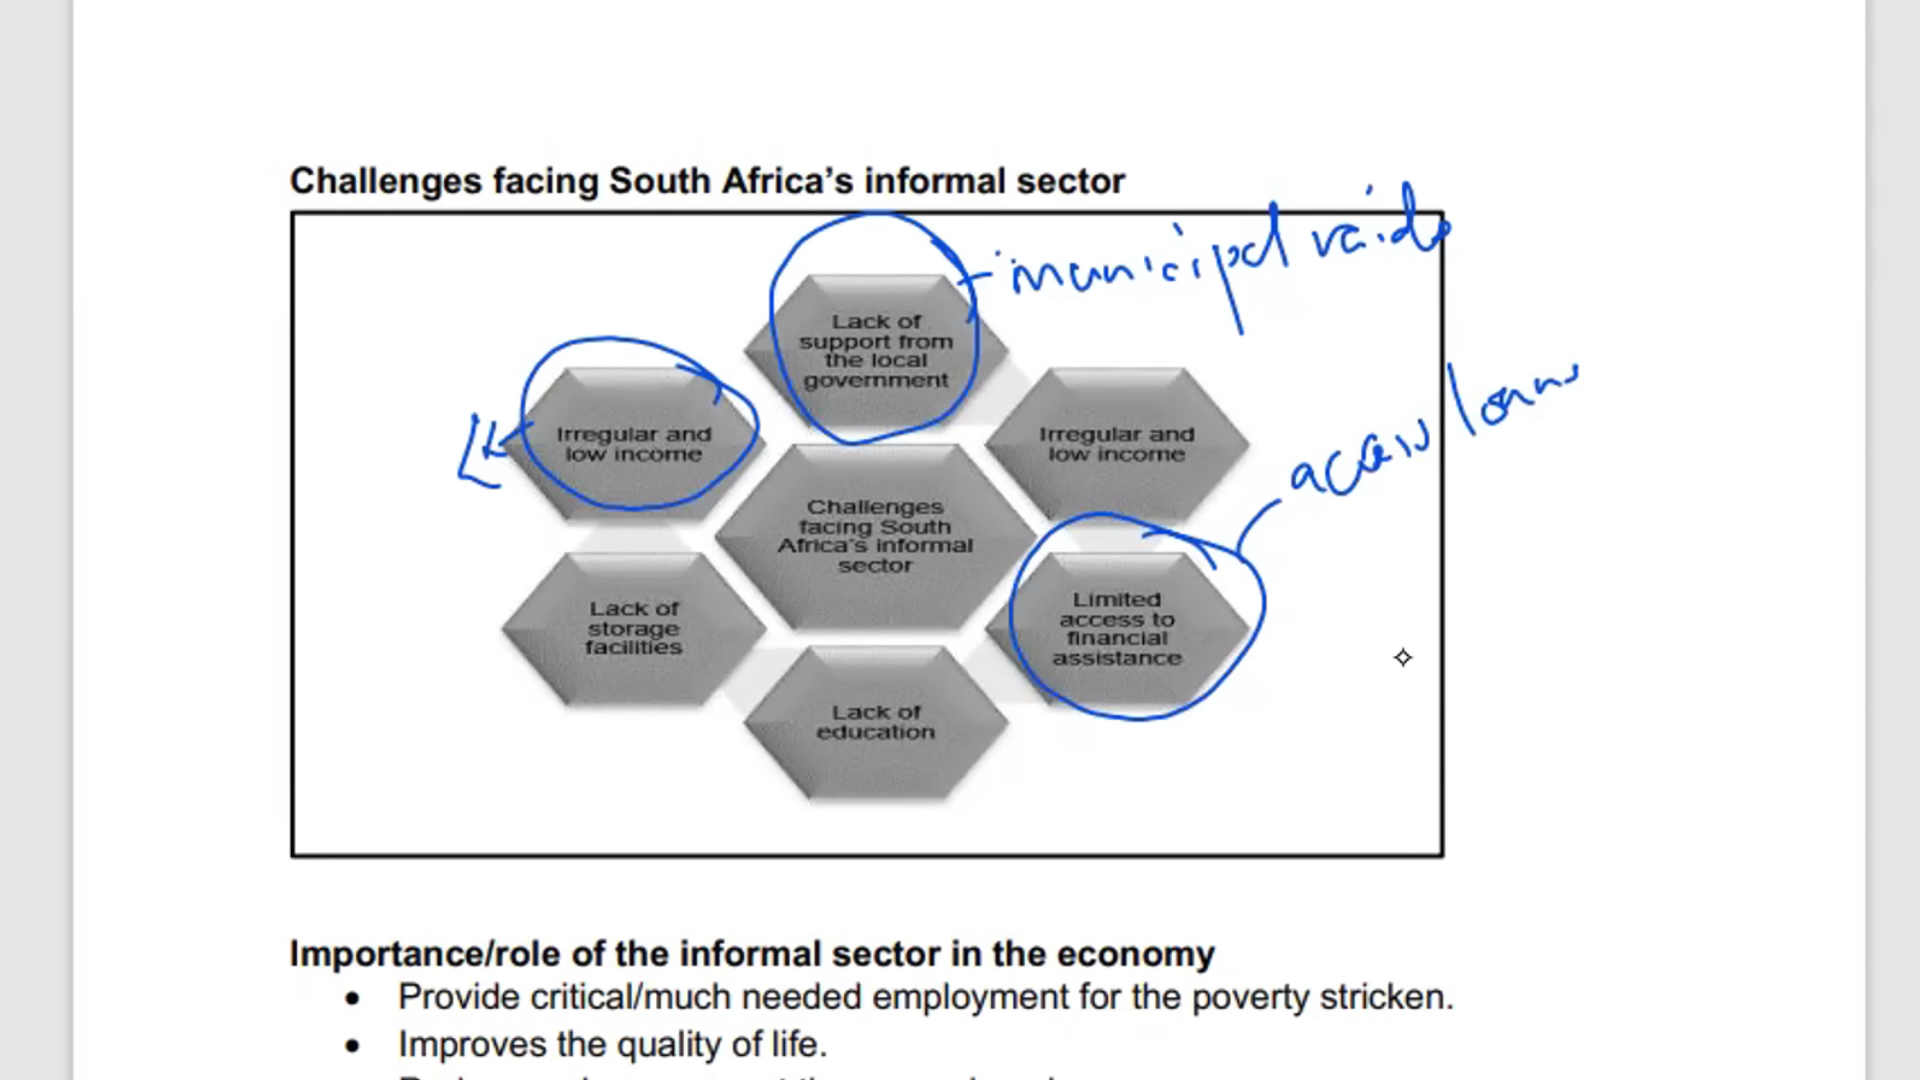 Challenges facing South Africa's informal sector
municipal raids
Lack of
support from
the local
government
Irregular and
low income
Irregular and
low income
access loans
Challenges
facing South
Africa's informal
sector
Lack of
storage
facilities
Limited
access to
financial
assistance
Lack of
education
Importance/role of the informal sector in the economy
• Provide critical/much needed employment for the poverty stricken.
• Improves the quality of life.